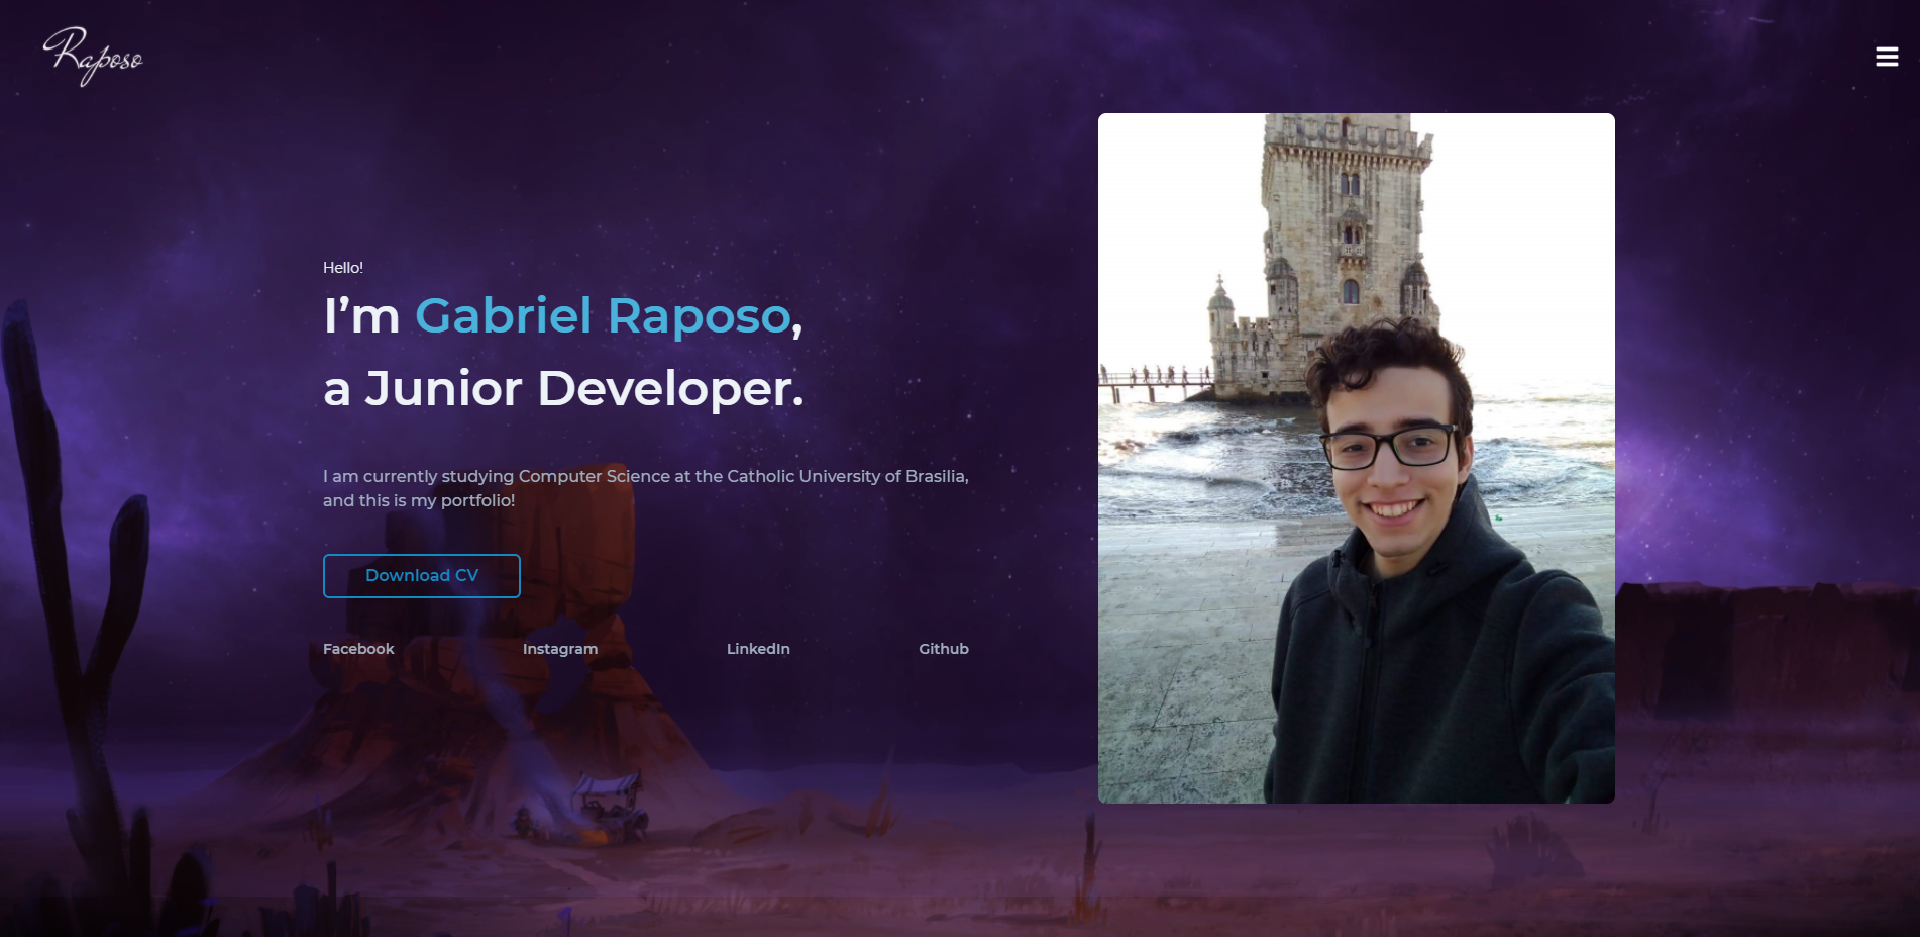 Raposo
Hello!
I’m Gabriel Raposo,
a Junior Developer.
I am currently studying Computer Science at the Catholic University of Brasilia,
and this is my portfolio!
Download CV
Facebook Instagram LinkedIn Github